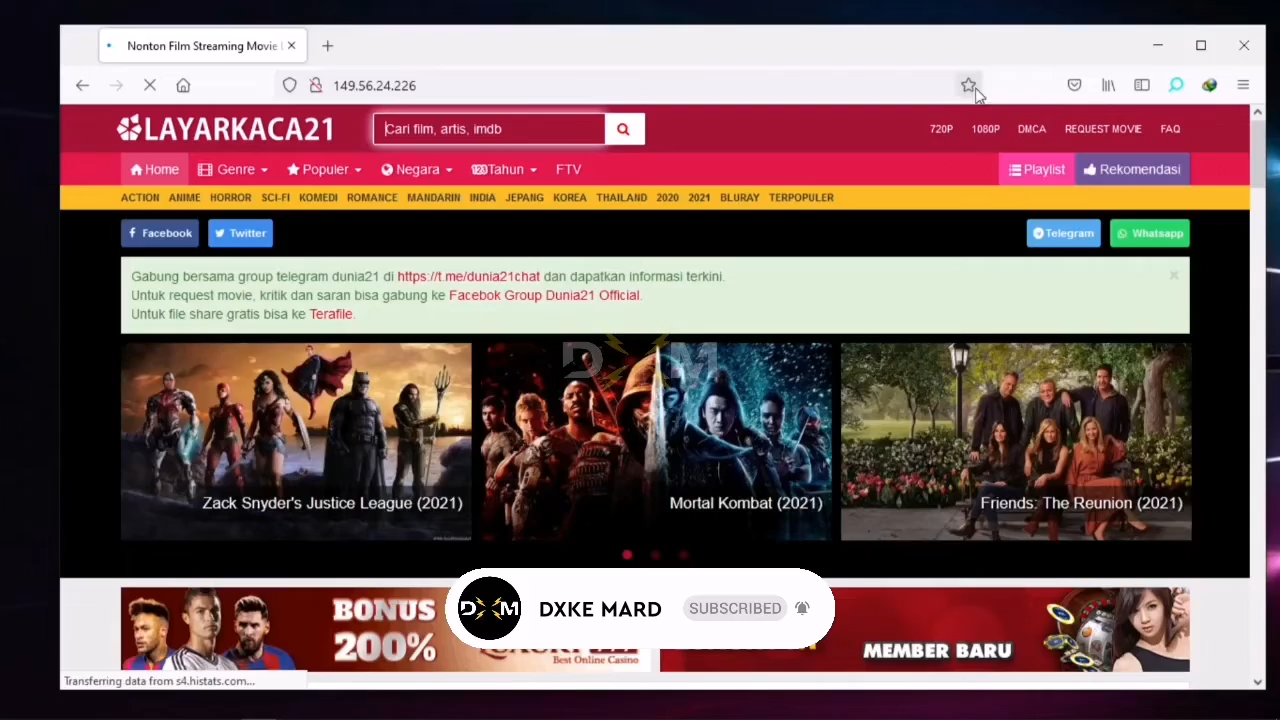 Nonton Film Streaming Movie
149.56.24.226
LAYARKACA21
Cari film, artis, imdb
720P 1080P DMCA REQUEST MOVIE FAQ
Home Genre Populer Negara Tahun FTV
Playlist Rekomendasi
ACTION ANIME HORROR SCI-FI KOMEDI ROMANCE MANDARIN INDIA JEPANG KOREA THAILAND 2020 2021 BLURAY TERPOPULER
Facebook Twitter
Telegram Whatsapp
Gabung bersama group telegram dunia21 di https://t.me/dunia21chat dan dapatkan informasi terkini.
Untuk request movie, kritik dan saran bisa gabung ke Facebok Group Dunia21 Official.
Untuk file share gratis bisa ke Terafile.
DXM
Zack Snyder's Justice League (2021)
Mortal Kombat (2021)
Friends: The Reunion (2021)
BONUS
200%
Best Online Casino
DXM
DXKE MARD
SUBSCRIBED
MEMBER BARU
Transferring data from s4.histats.com...